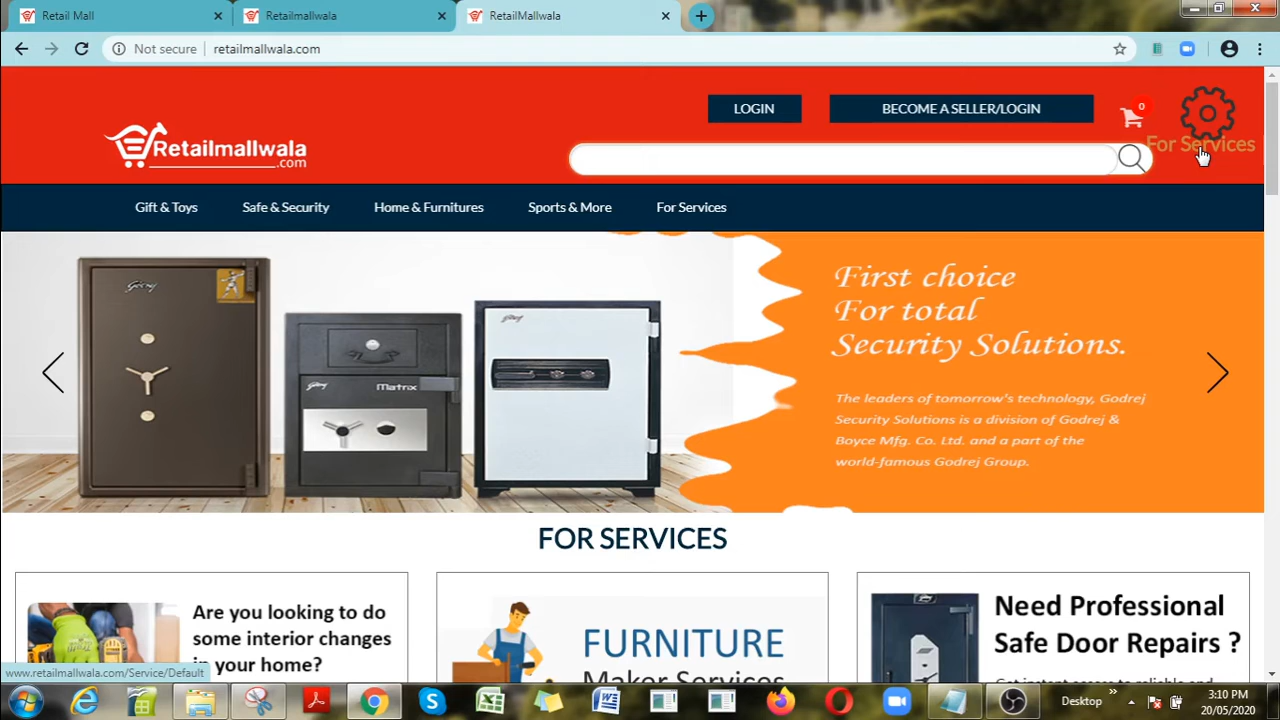 Retail Mall
Retailmallwala
RetailMallwala
Not secure
retailmallwala.com
LOGIN
BECOME A SELLER/LOGIN
0
For Services
Retailmallwala
.com
Gift & Toys
Safe & Security
Home & Furnitures
Sports & More
For Services
Godrej
Godrej
Matrix
Godrej
First choice
For total
Security Solutions.
The leaders of tomorrow's technology, Godrej
Security Solutions is a division of Godrej &
Boyce Mfg. Co. Ltd. and a part of the
world-famous Godrej Group.
FOR SERVICES
Are you looking to do
some interior changes
in your home?
FURNITURE
Maker Services
Need Professional
Safe Door Repairs ?
www.retailmallwala.com/Service/Default
Desktop
3:10 PM
20/05/2020